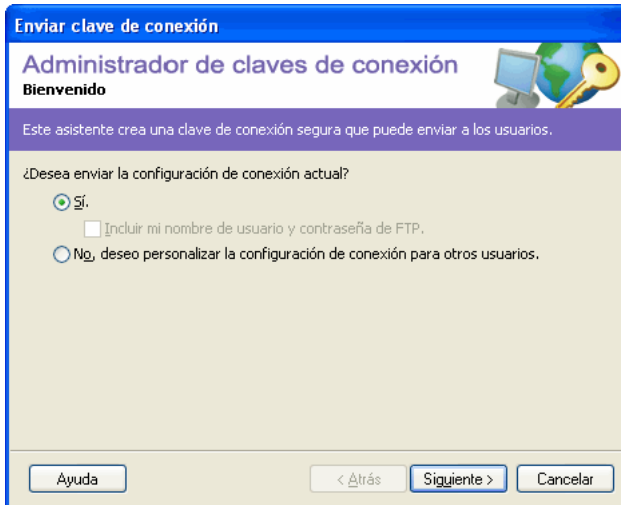 Enviar clave de conexión
Administrador de claves de conexión
Bienvenido
Este asistente crea una clave de conexión segura que puede enviar a los usuarios.
¿Desea enviar la configuración de conexión actual?
Sí.
Incluir mi nombre de usuario y contraseña de FTP.
No, deseo personalizar la configuración de conexión para otros usuarios.
Ayuda
< Atrás
Siguiente >
Cancelar